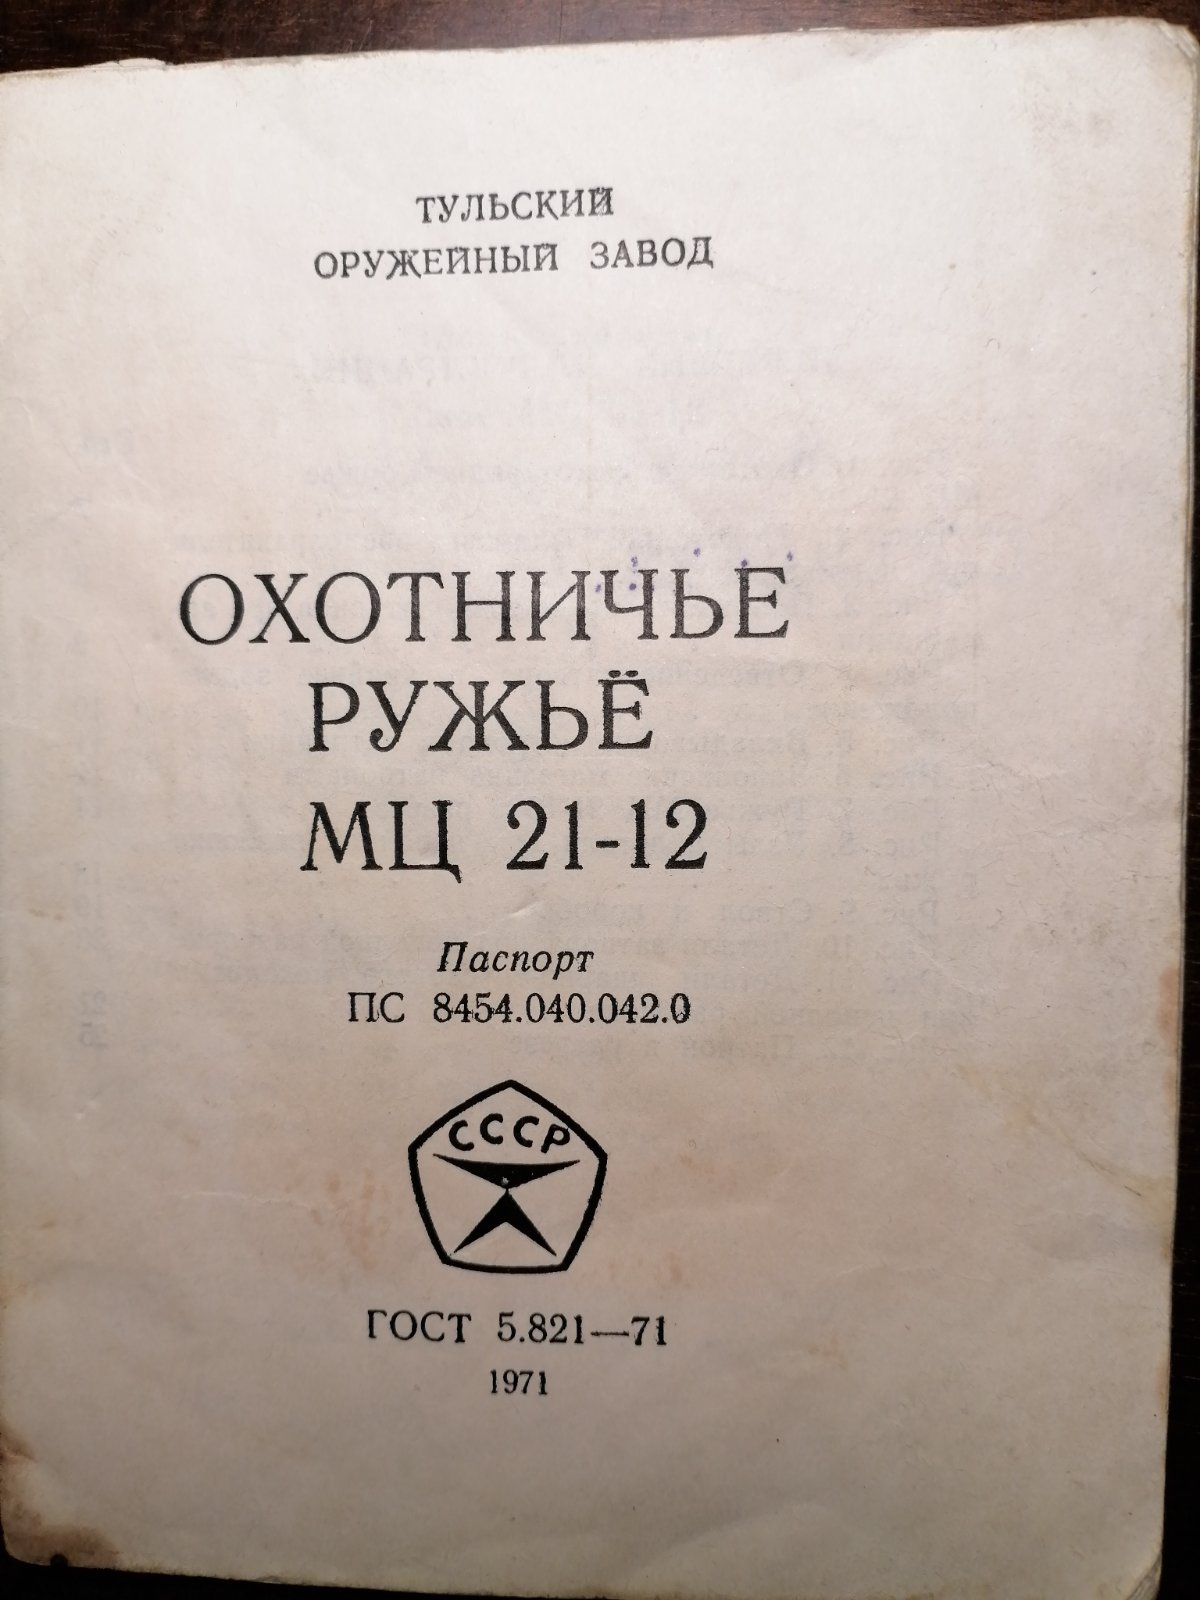 ТУЛЬСКИЙ
ОРУЖЕЙНЫЙ ЗАВОД
ОХОТНИЧЬЕ
РУЖЬЁ
МЦ 21-12
Паспорт
ПС 8454.040.042.0
СССР
ГОСТ 5.821—71
1971